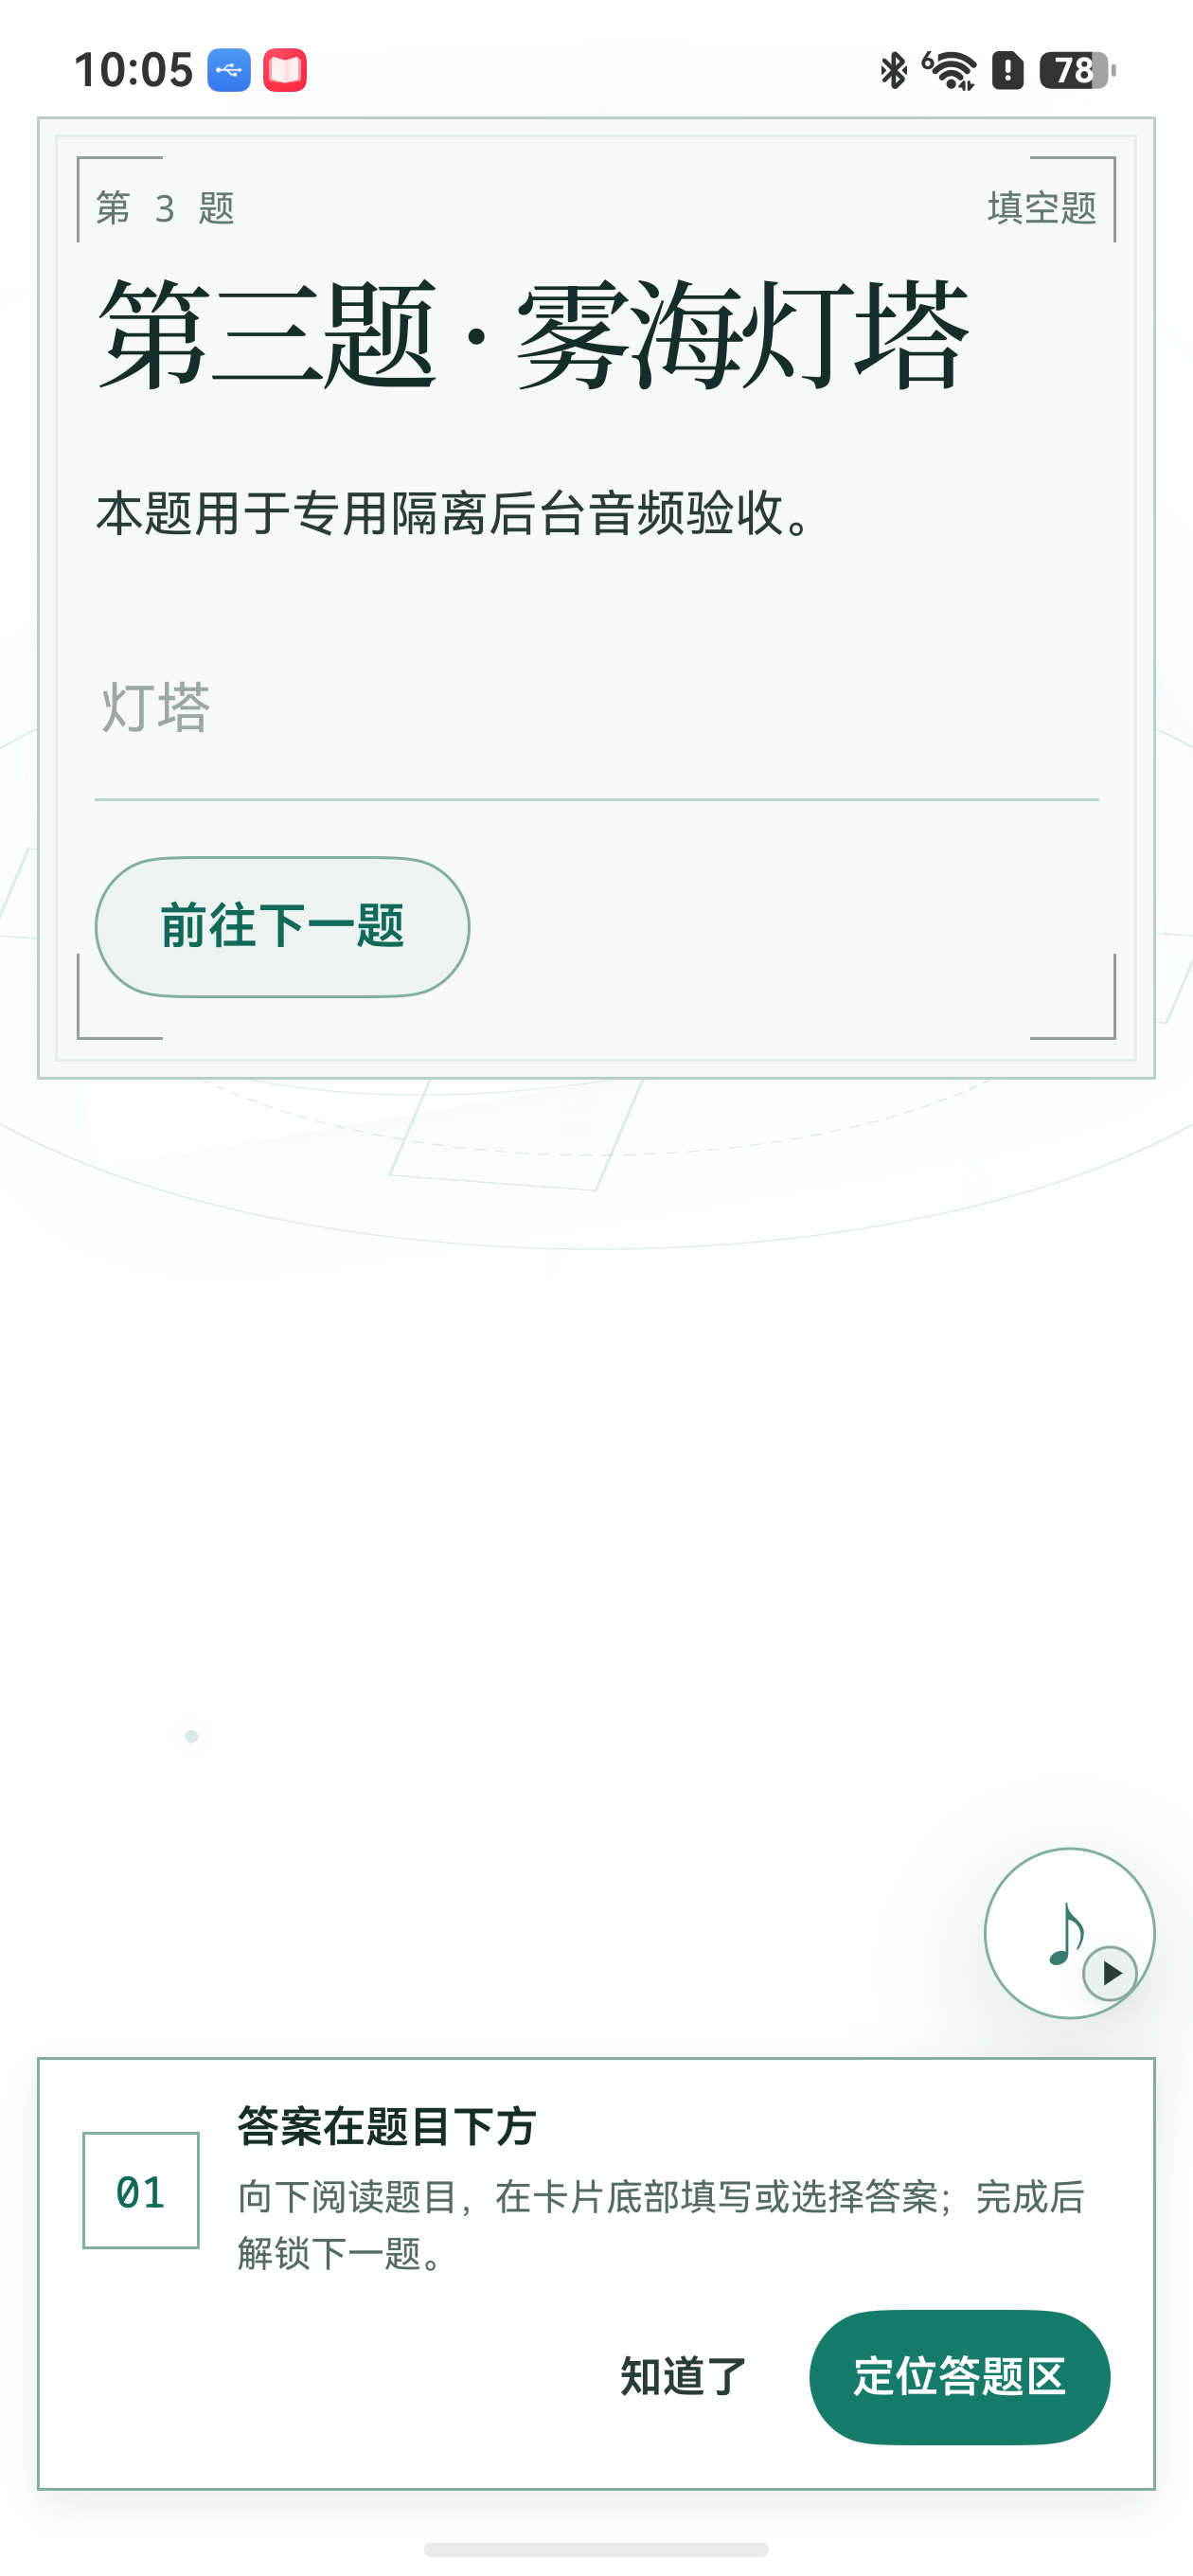 10:05
6
78
第 3 题
填空题
第三题·雾海灯塔
本题用于专用隔离后台音频验收。
灯塔
前往下一题
01
答案在题目下方
向下阅读题目，在卡片底部填写或选择答案；完成后
解锁下一题。
知道了
定位答题区